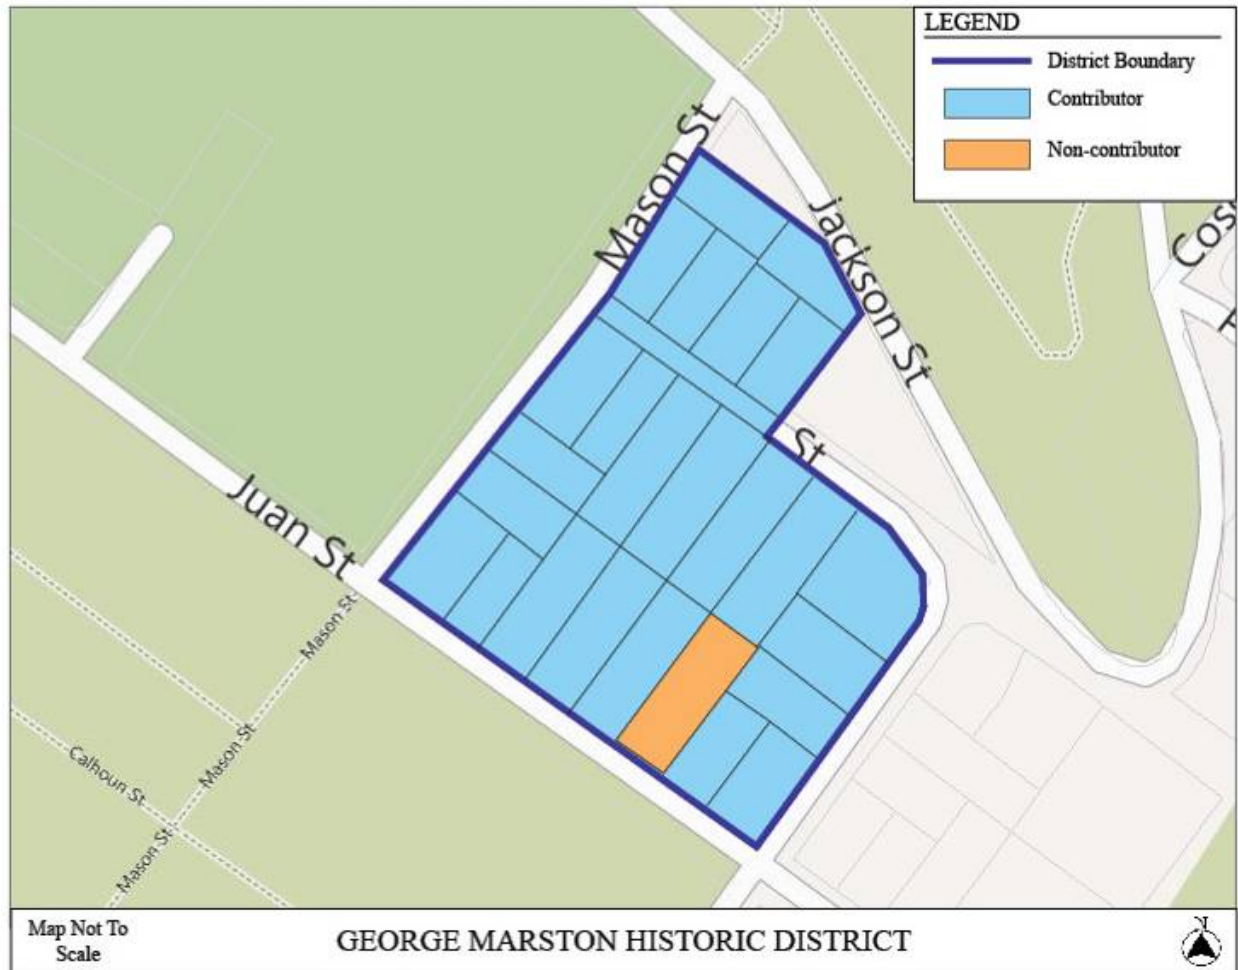 LEGEND
District Boundary
Contributor
Non-contributor
Mason St
Jackson St
Cos
St
Juan St
Mason St
Mason St
Calhoun St
Mason St
Map Not To
Scale
GEORGE MARSTON HISTORIC DISTRICT